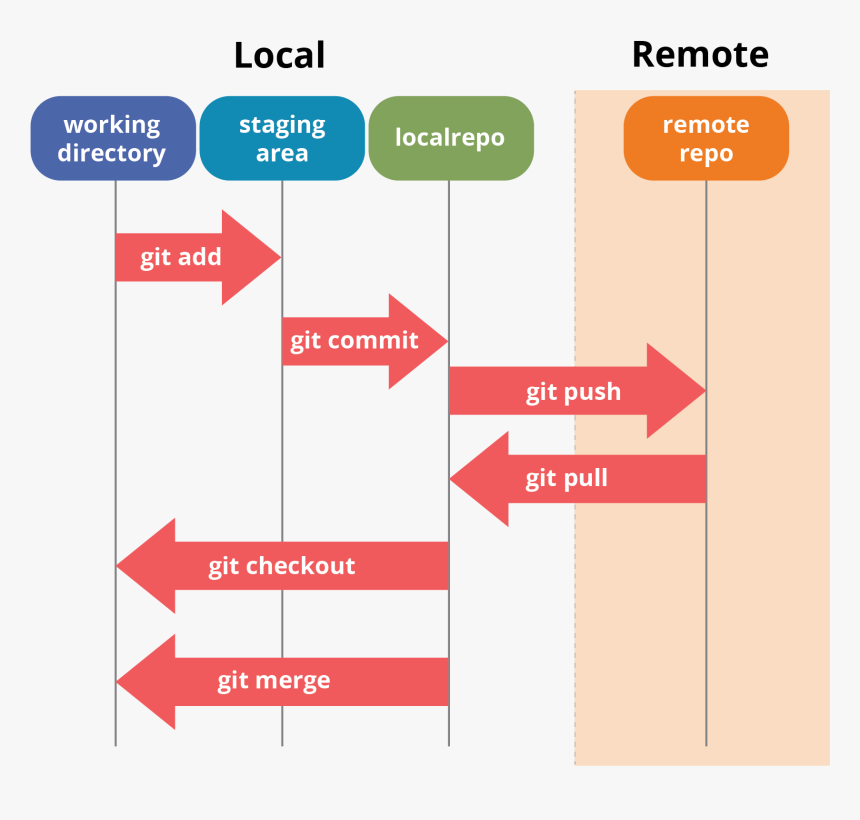 Local
Remote
working
directory
staging
area
localrepo
remote
repo
git add
git commit
git push
git pull
git checkout
git merge